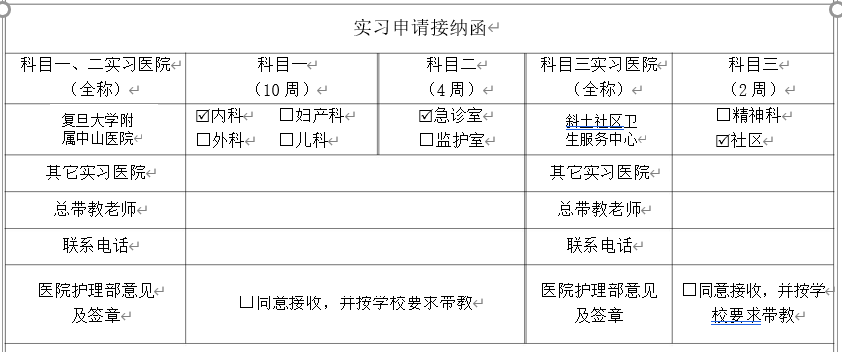 实习申请接纳函
科目一、二实习医院
（全称）
科目一
（10 周）
科目二
（4 周）
科目三实习医院
（全称）
科目三
（2 周）
复旦大学附
属中山医院
☑内科 ☐妇产科
☐外科 ☐儿科
☑急诊室
☐监护室
斜土社区卫
生服务中心
☐精神科
☑社区
其它实习医院
其它实习医院
总带教老师
总带教老师
联系电话
联系电话
医院护理部意见
及签章
☐同意接收，并按学校要求带教
医院护理部意见
及签章
☐同意接收，并按学
校要求带教